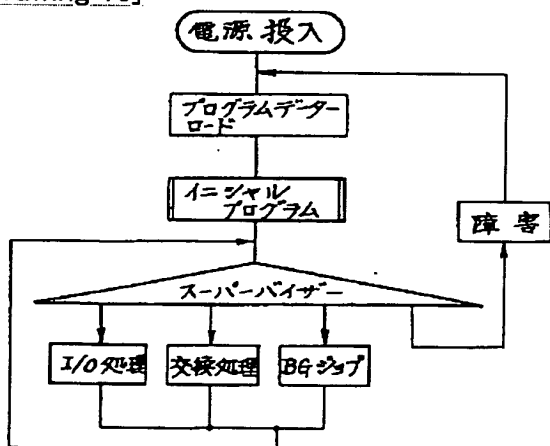 電源投入
プログラムデーター
ロード
イニシャル
プログラム
障害
スーパーバイザー
I/O処理
交換処理
BGジョブ